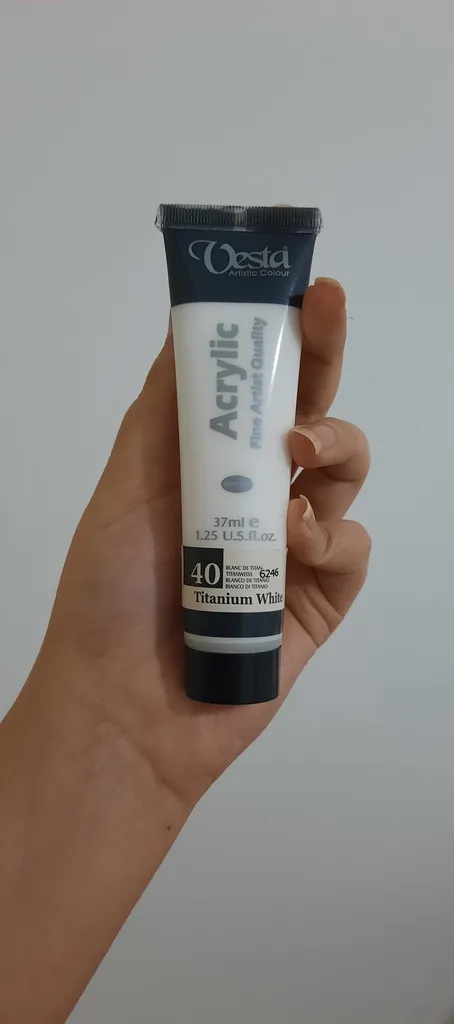 Vesta
Artistic Colour
Acrylic
Fine Artist Quality
37ml e
1.25 U.S.fl.oz.
40
BLANC DE TITAN
TITANWEISS 6246
BLANCO DE TITANIO
BIANCO DI TITANIO
Titanium White